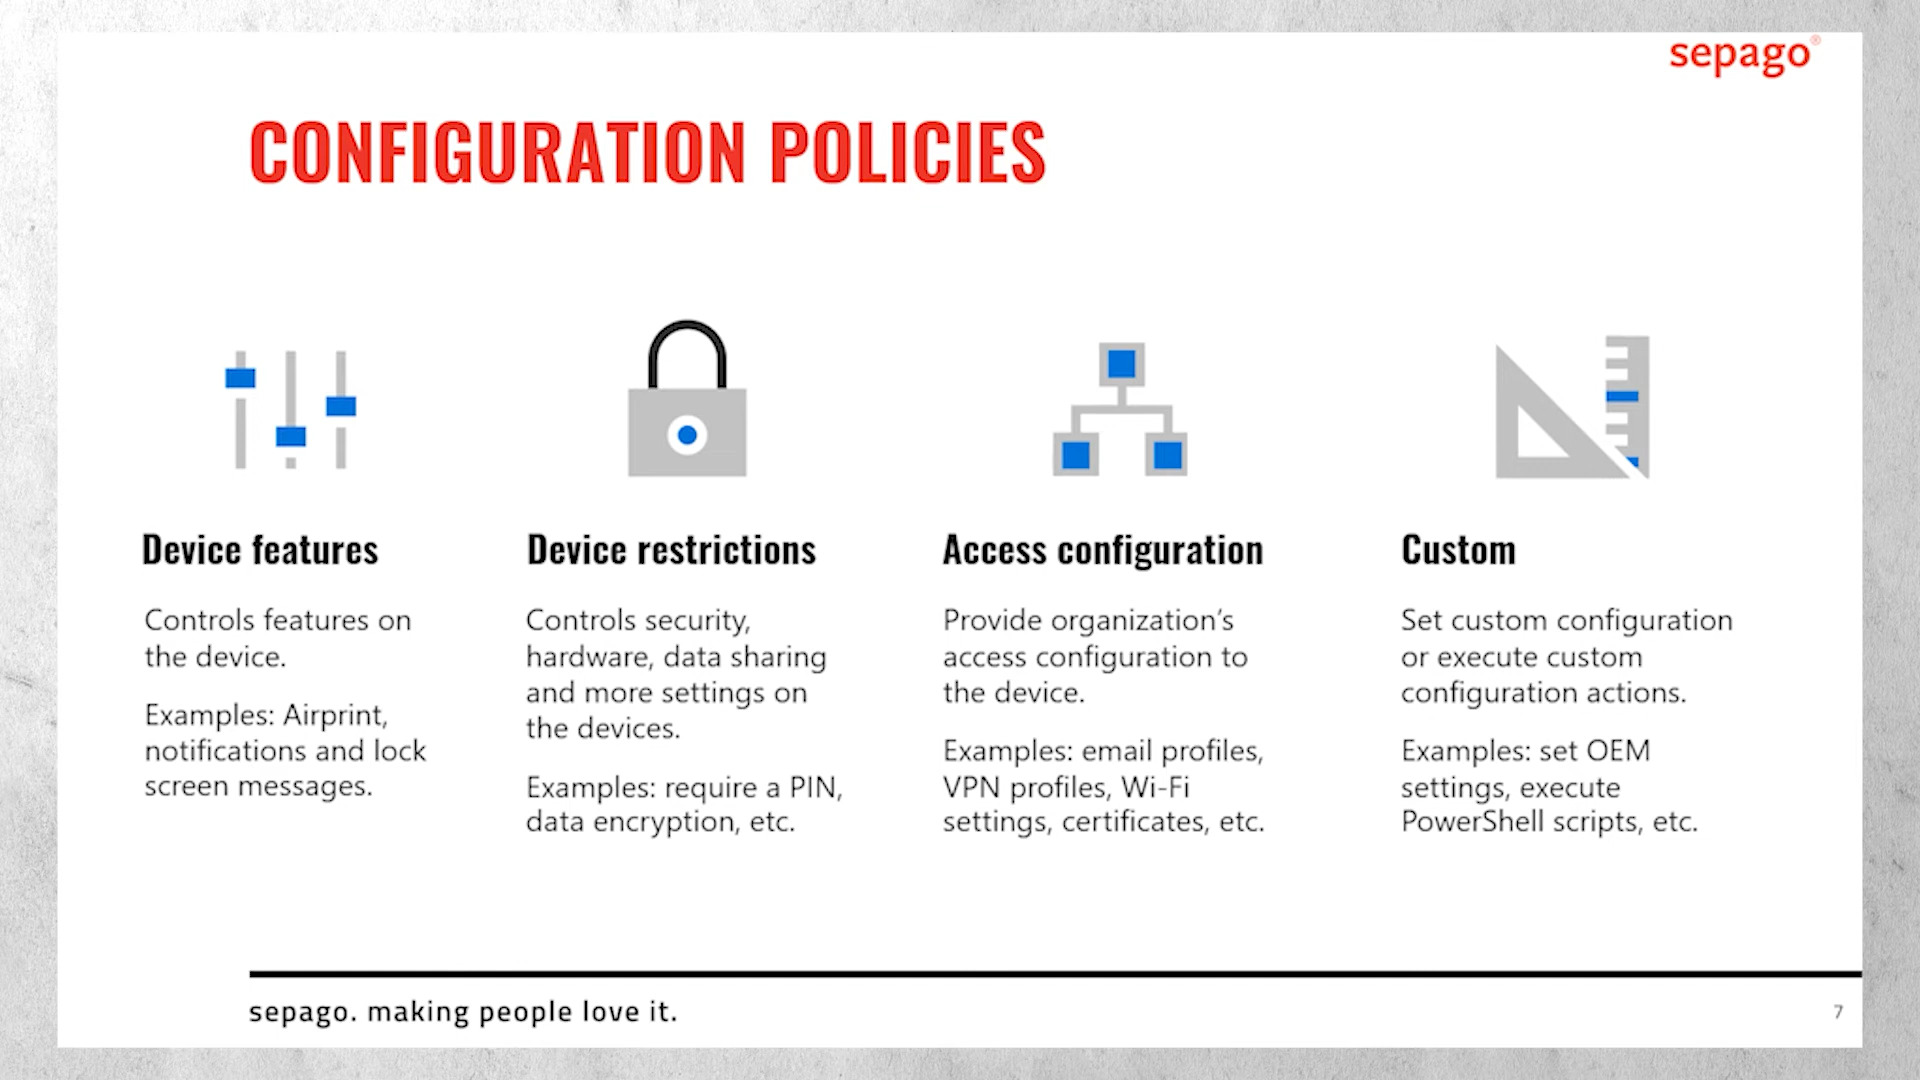 sepago®
CONFIGURATION POLICIES
Device features
Controls features on
the device.
Examples: Airprint,
notifications and lock
screen messages.
Device restrictions
Controls security,
hardware, data sharing
and more settings on
the devices.
Examples: require a PIN,
data encryption, etc.
Access configuration
Provide organization’s
access configuration to
the device.
Examples: email profiles,
VPN profiles, Wi-Fi
settings, certificates, etc.
Custom
Set custom configuration
or execute custom
configuration actions.
Examples: set OEM
settings, execute
PowerShell scripts, etc.
sepago. making people love it.
7